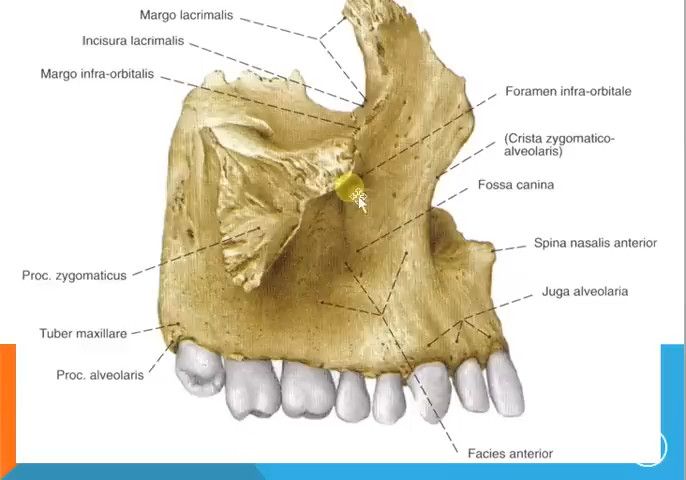 Margo lacrimalis
Incisura lacrimalis
Margo infra-orbitalis
Foramen infra-orbitale
(Crista zygomatico-
alveolaris)
Fossa canina
Spina nasalis anterior
Proc. zygomaticus
Juga alveolaria
Tuber maxillare
Proc. alveolaris
Facies anterior